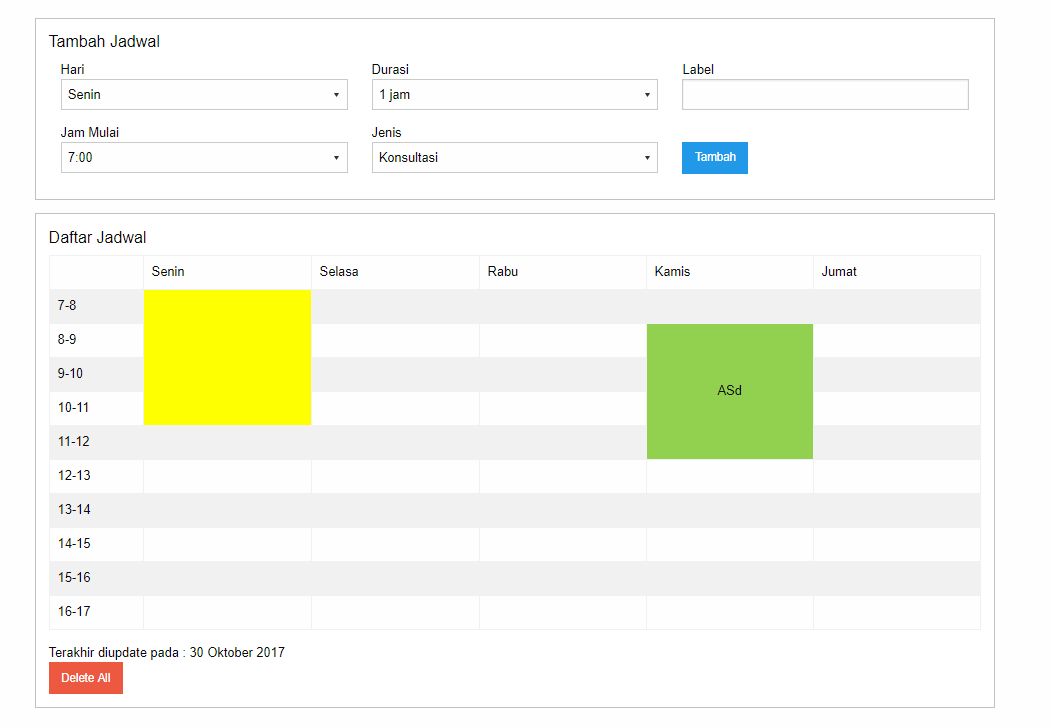 Tambah Jadwal
Hari Durasi Label
Senin 1 jam
Jam Mulai Jenis
7:00 Konsultasi Tambah
Daftar Jadwal
Senin Selasa Rabu Kamis Jumat
7-8
8-9
9-10
ASd
10-11
11-12
12-13
13-14
14-15
15-16
16-17
Terakhir diupdate pada : 30 Oktober 2017
Delete All